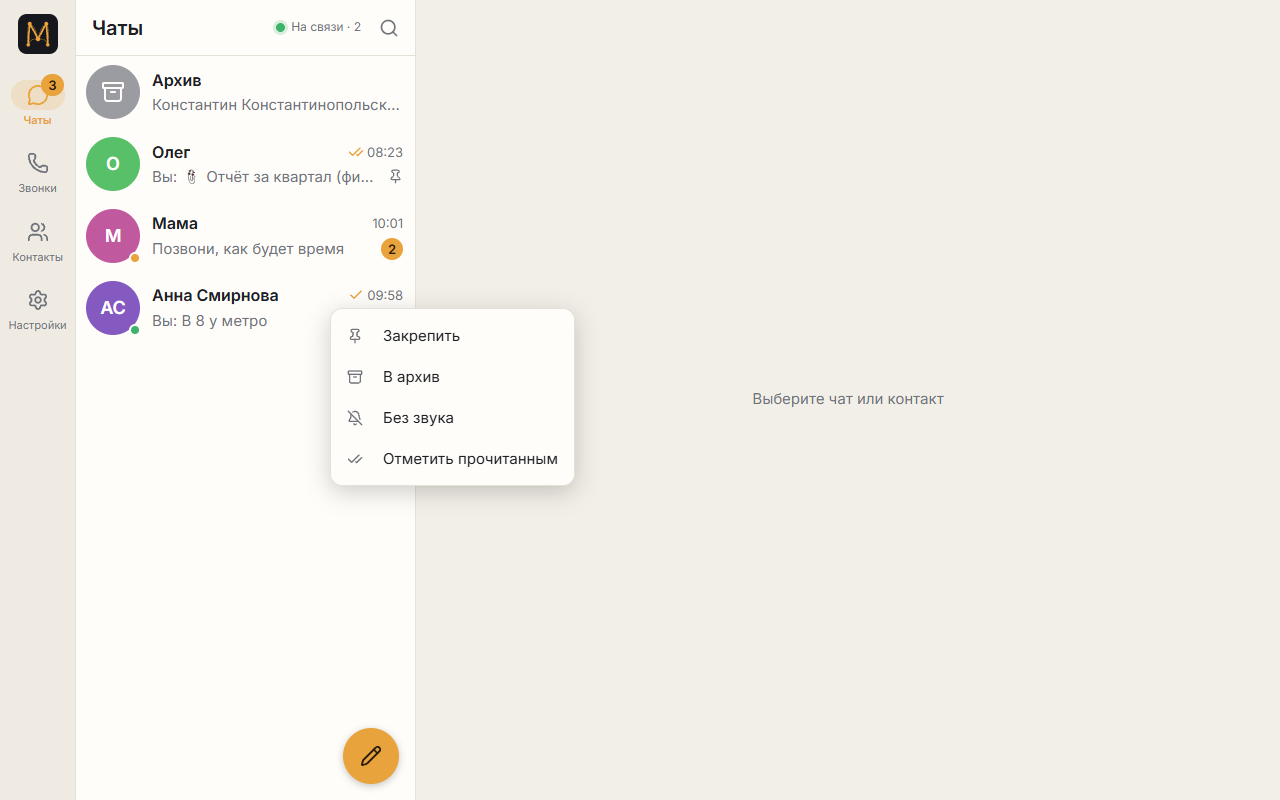 Чаты
На связи · 2
3
Чаты
Звонки
Контакты
Настройки
Архив
Константин Константинопольск...
О
Олег
08:23
Вы: 📎 Отчёт за квартал (фи...
М
Мама
10:01
Позвони, как будет время
2
АС
Анна Смирнова
09:58
Вы: В 8 у метро
Закрепить
В архив
Без звука
Отметить прочитанным
Выберите чат или контакт